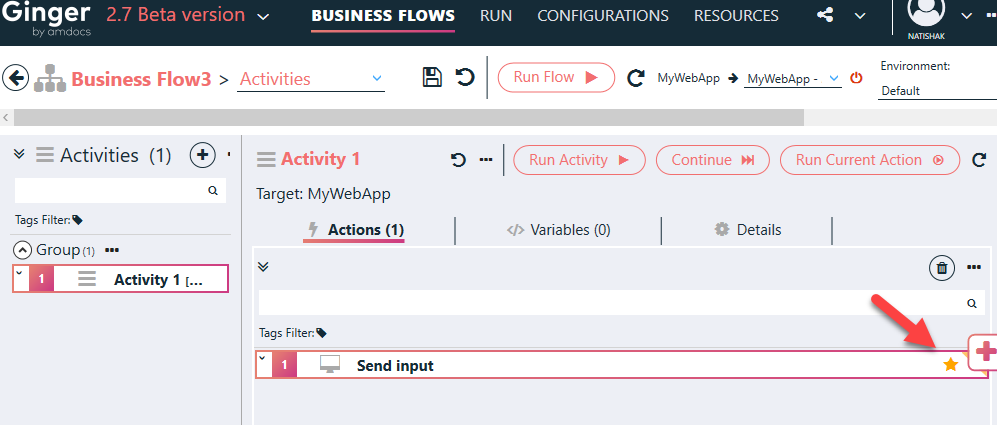 Ginger 2.7 Beta version BUSINESS FLOWS RUN CONFIGURATIONS RESOURCES
by amdocs NATISHAK
Business Flow3 > Activities Run Flow MyWebApp MyWebApp - Environment:
Default
Activities (1) Activity 1 Run Activity Continue Run Current Action
Target: MyWebApp
Tags Filter: Actions (1) Variables (0) Details
Group (1)
1 Activity 1 [...
Tags Filter:
1 Send input